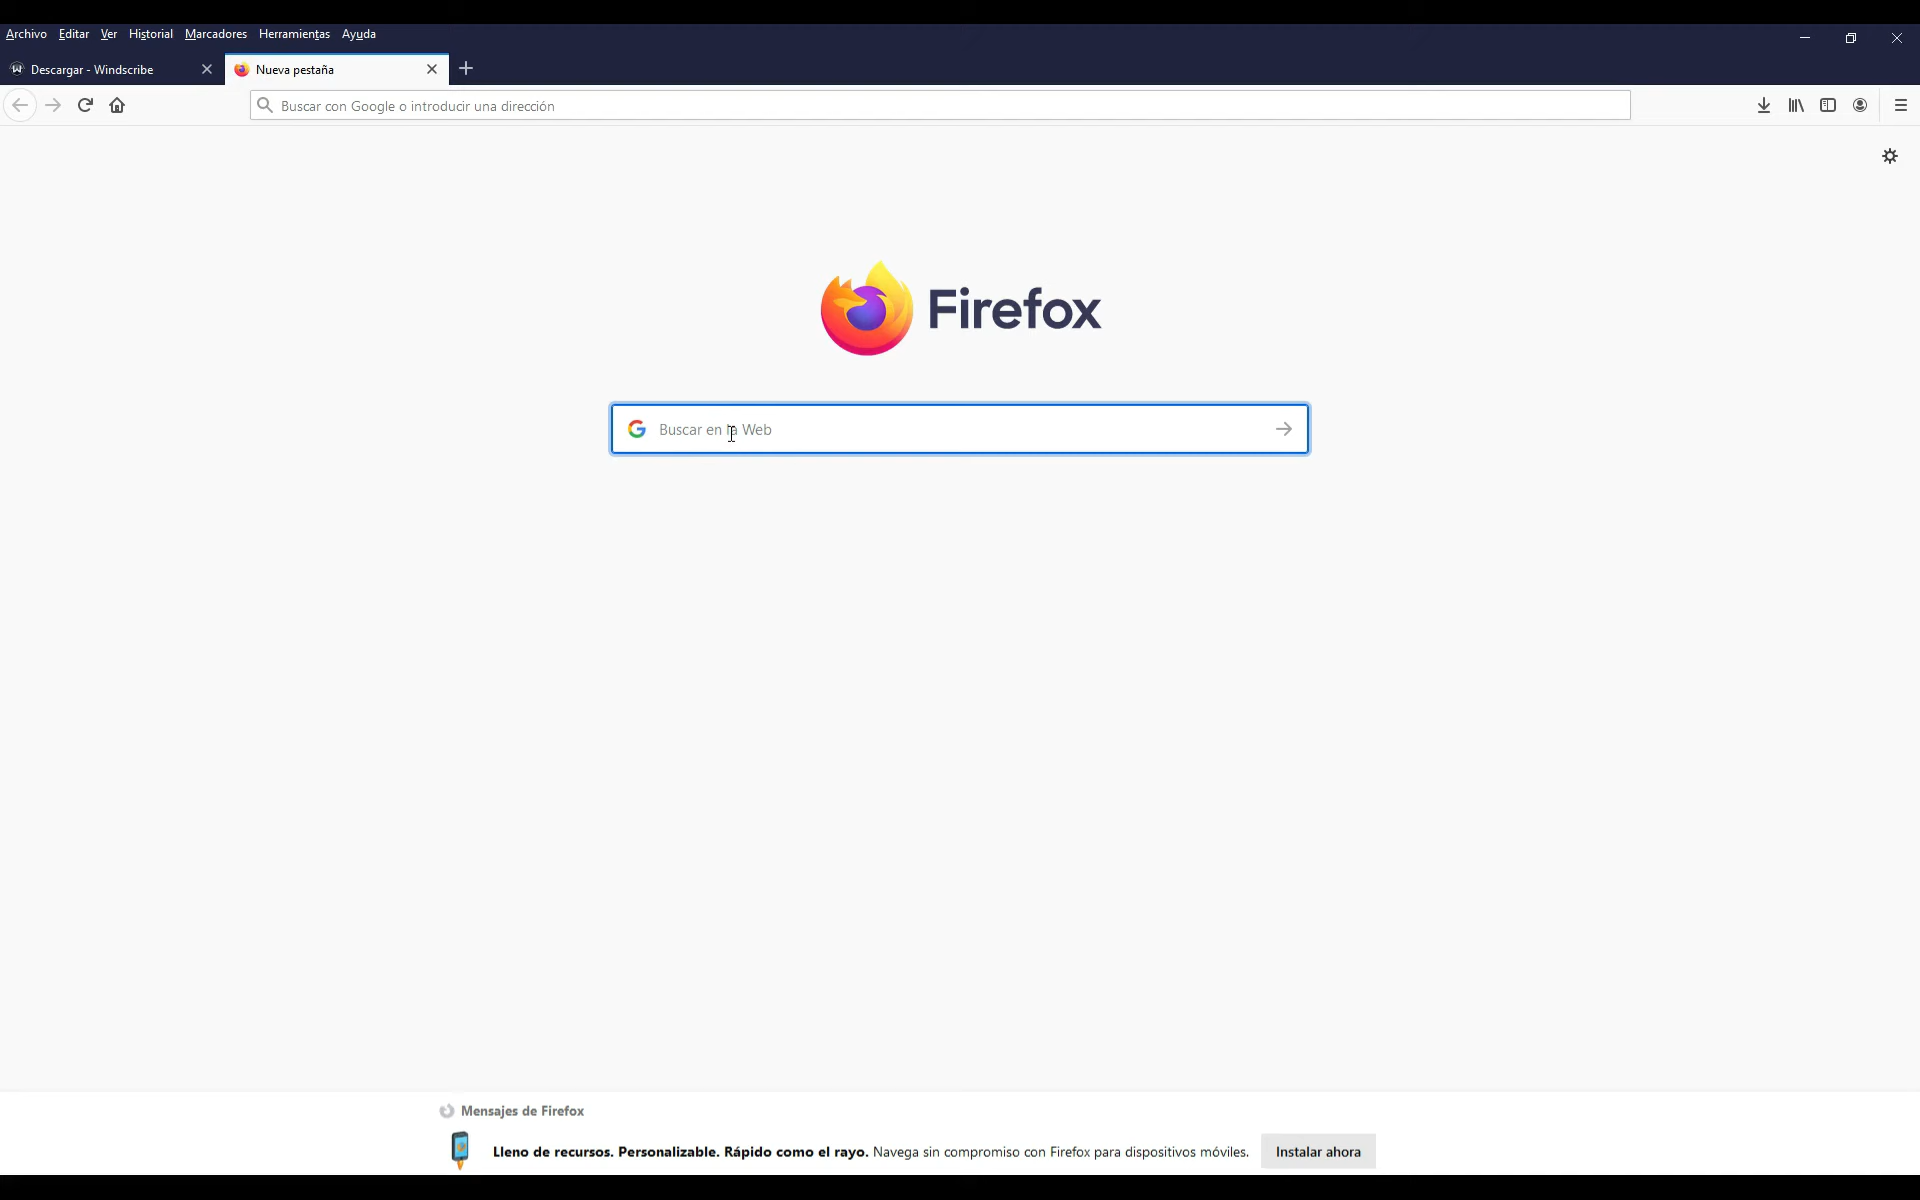 Archivo Editar Ver Historial Marcadores Herramientas Ayuda
Descargar - Windscribe
Nueva pestaña
Buscar con Google o introducir una dirección
Firefox
Buscar en la Web
Mensajes de Firefox
Lleno de recursos. Personalizable. Rápido como el rayo. Navega sin compromiso con Firefox para dispositivos móviles.
Instalar ahora